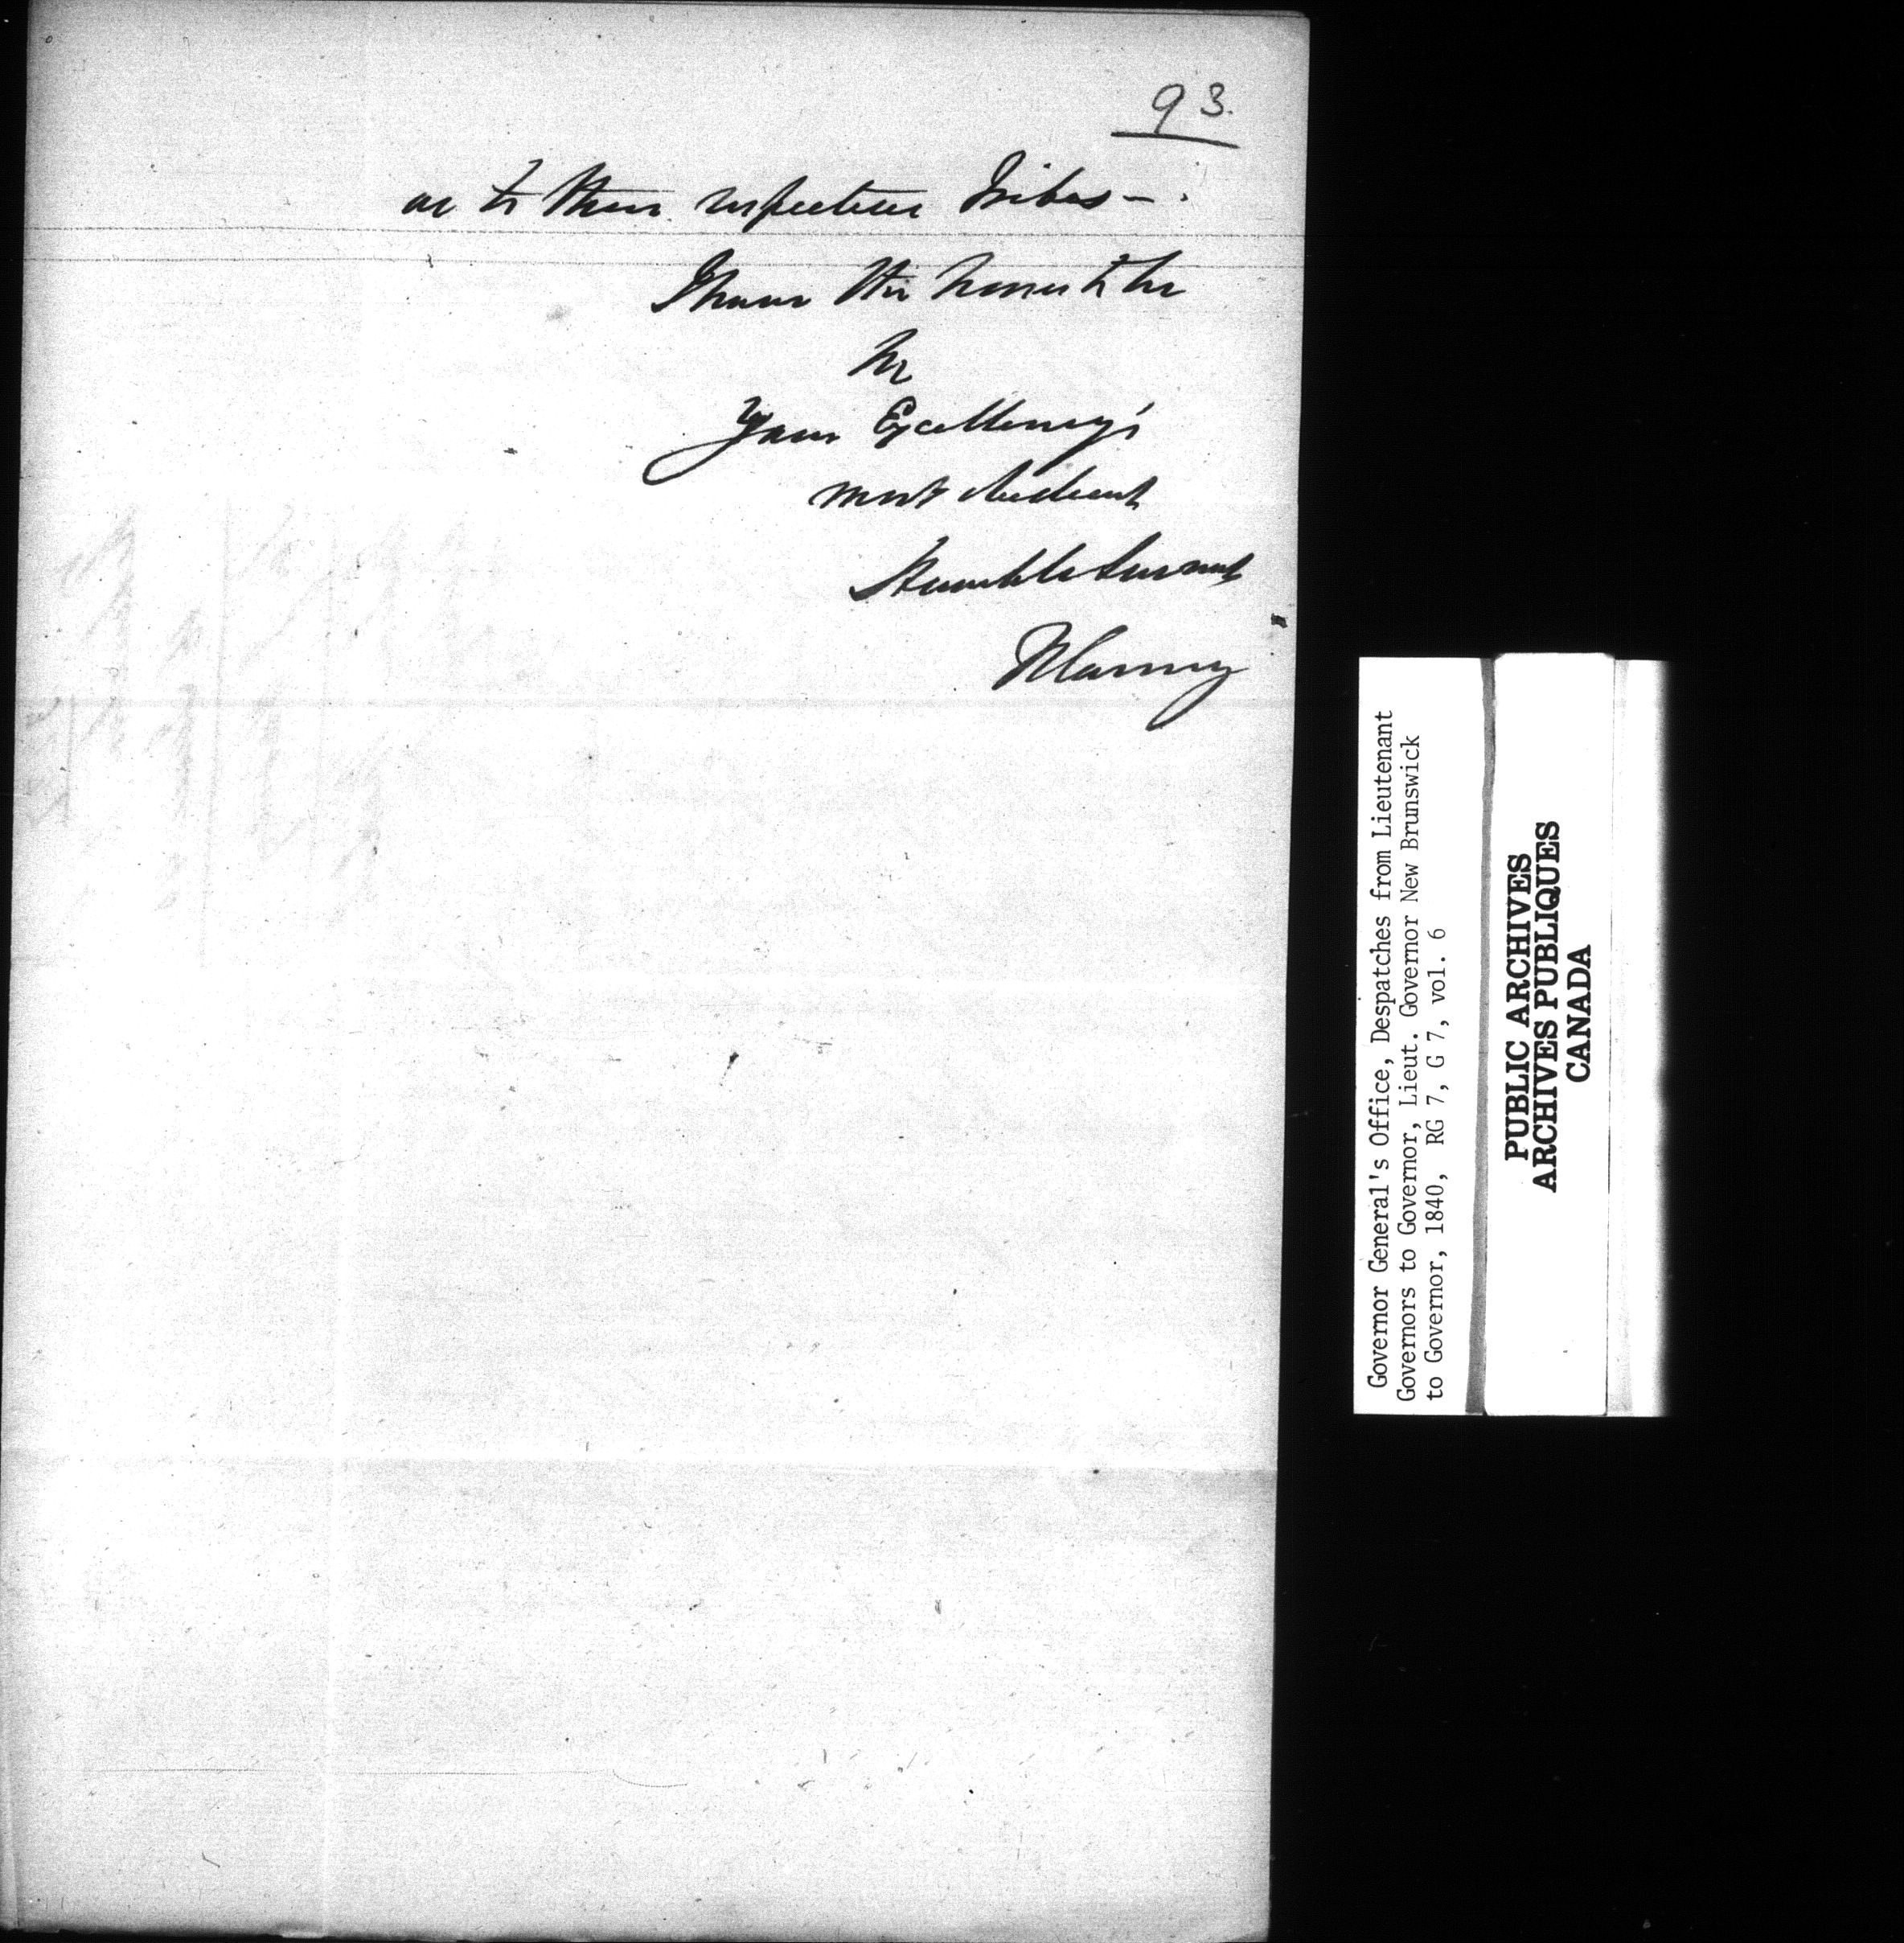 93.
as to their respective Tribes —
I have the honor to be
Sir
Your Excellency's
most obedient
Humble Servant
Governor General's Office, Despatches from Lieutenant
Governors to Governor, Lieut. Governor New Brunswick
to Governor, 1840, RG 7, G 7, vol. 6
PUBLIC ARCHIVES
ARCHIVES PUBLIQUES
CANADA